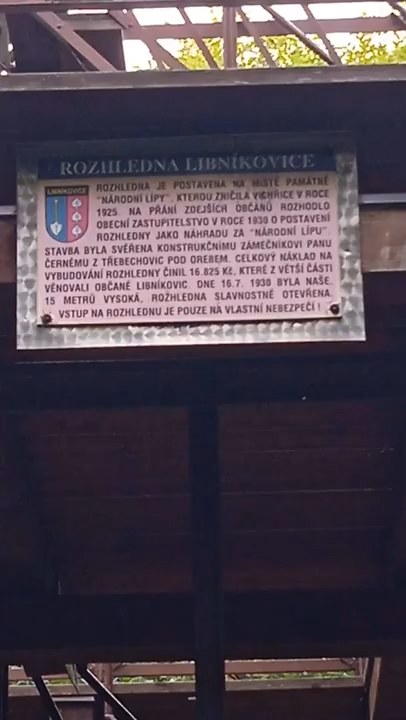 ROZHLEDNA LIBNÍKOVICE
LIBNÍKOVICE
ROZHLEDNA JE POSTAVENA NA MÍSTĚ PAMÁTNÉ
"NÁRODNÍ LÍPY", KTEROU ZNIČILA VICHŘICE V ROCE
1925. NA PŘÁNÍ ZDEJŠÍCH OBČANŮ ROZHODLO
OBECNÍ ZASTUPITELSTVO V ROCE 1930 O POSTAVENÍ
ROZHLEDNY JAKO NÁHRADU ZA "NÁRODNÍ LÍPU".
STAVBA BYLA SVĚŘENA KONSTRUKČNÍMU ZÁMEČNÍKOVI PANU
ČERNÉMU Z TŘEBECHOVIC POD OREBEM. CELKOVÝ NÁKLAD NA
VYBUDOVÁNÍ ROZHLEDNY ČINIL 16.825 Kč, KTERÉ Z VĚTŠÍ ČÁSTI
VĚNOVALI OBČANÉ LIBNÍKOVIC. DNE 16.7. 1930 BYLA NAŠE,
15 METRŮ VYSOKÁ, ROZHLEDNA SLAVNOSTNĚ OTEVŘENA.
VSTUP NA ROZHLEDNU JE POUZE NA VLASTNÍ NEBEZPEČÍ !